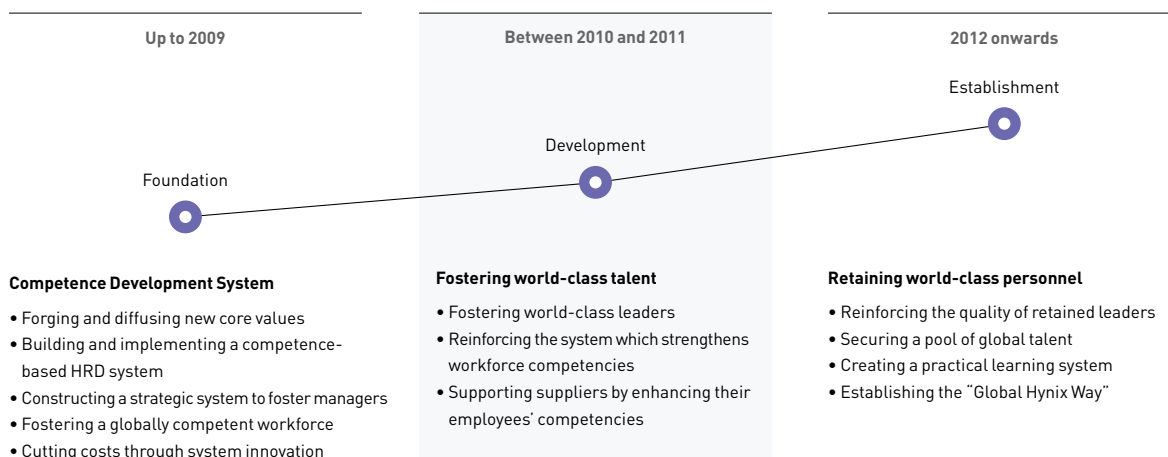 Up to 2009
Between 2010 and 2011
2012 onwards
Foundation
Development
Establishment
Competence Development System
• Forging and diffusing new core values
• Building and implementing a competence-
based HRD system
• Constructing a strategic system to foster managers
• Fostering a globally competent workforce
• Cutting costs through system innovation
Fostering world-class talent
• Fostering world-class leaders
• Reinforcing the system which strengthens
workforce competencies
• Supporting suppliers by enhancing their
employees’ competencies
Retaining world-class personnel
• Reinforcing the quality of retained leaders
• Securing a pool of global talent
• Creating a practical learning system
• Establishing the “Global Hynix Way”